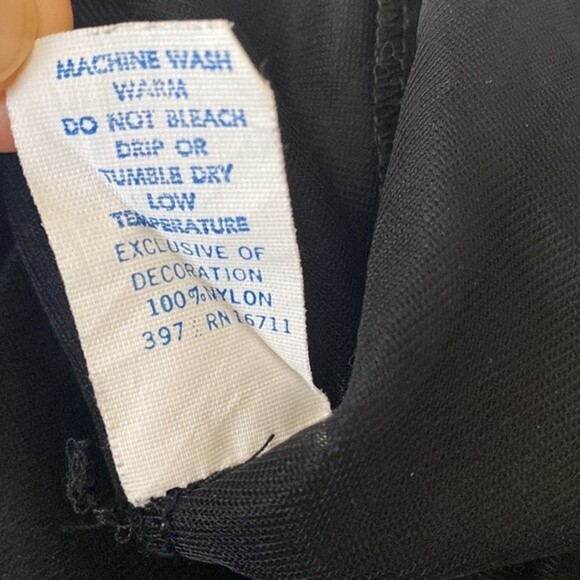 MACHINE WASH
WARM
DO NOT BLEACH
DRIP OR
TUMBLE DRY
LOW
TEMPERATURE
EXCLUSIVE OF
DECORATION
100% NYLON
397 :: RN 16711